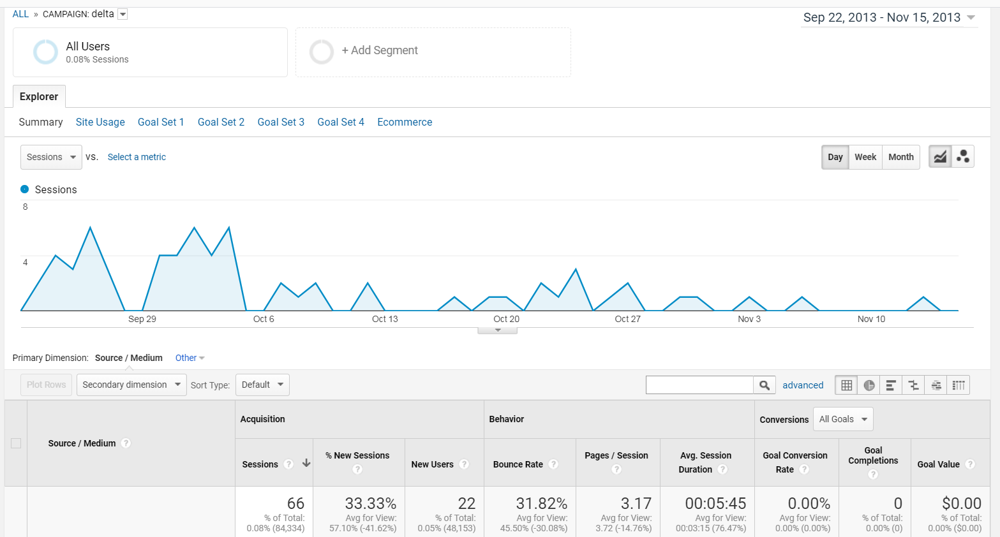 ALL » CAMPAIGN: delta
Sep 22, 2013 - Nov 15, 2013
All Users
0.08% Sessions
+ Add Segment
Explorer
Summary Site Usage Goal Set 1 Goal Set 2 Goal Set 3 Goal Set 4 Ecommerce
Sessions vs. Select a metric
Day Week Month
Sessions
8
4
Sep 29 Oct 6 Oct 13 Oct 20 Oct 27 Nov 3 Nov 10
Primary Dimension: Source / Medium Other
Plot Rows Secondary dimension Sort Type: Default advanced
Acquisition Behavior Conversions All Goals
Source / Medium ?
Sessions ? % New Sessions ? New Users ? Bounce Rate ? Pages / Session ? Avg. Session Duration ? Goal Conversion Rate ? Goal Completions ? Goal Value ?
66 33.33% 22 31.82% 3.17 00:05:45 0.00% 0 $0.00
% of Total: Avg for View: % of Total: Avg for View: Avg for View: Avg for View: Avg for View: % of Total: % of Total:
0.08% (84,334) 57.10% (-41.62%) 0.05% (48,153) 45.50% (-30.08%) 3.72 (-14.76%) 00:03:15 (76.47%) 0.00% (0.00%) 0.00% (0) 0.00% ($0.00)